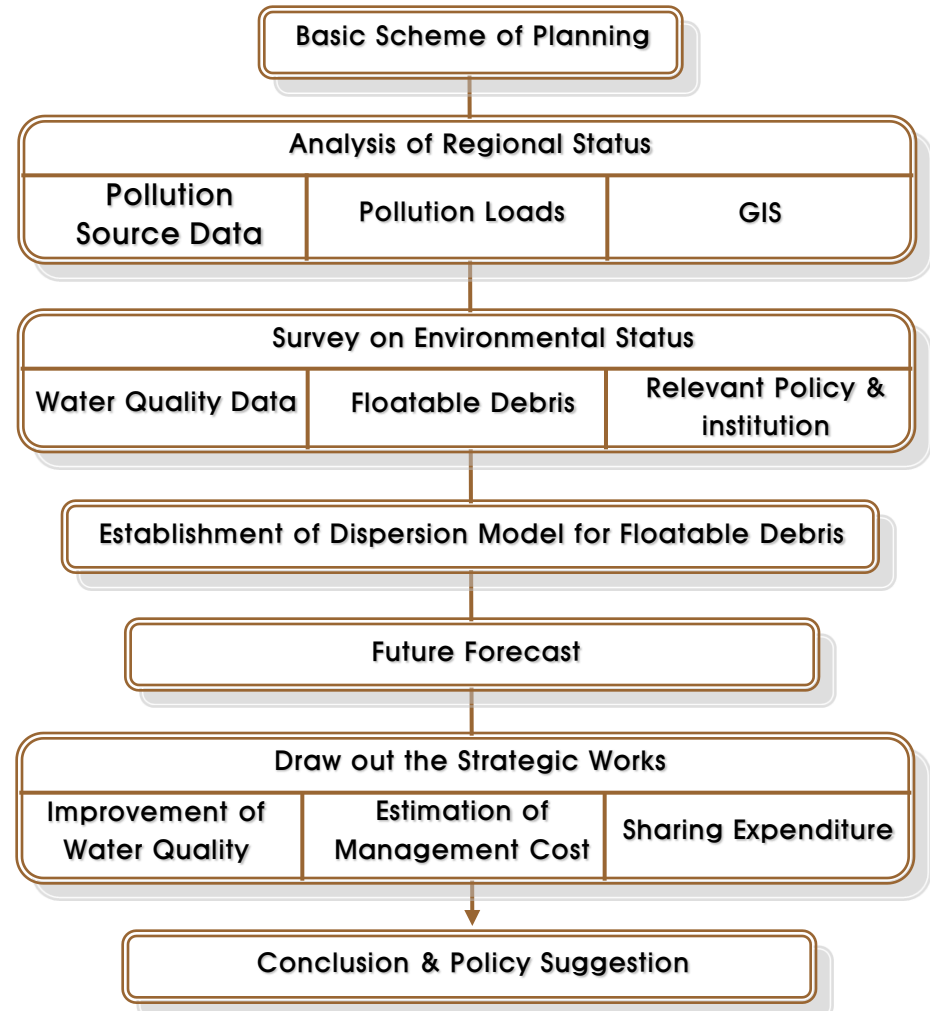 Basic Scheme of Planning
Analysis of Regional Status
Pollution
Source Data
Pollution Loads
GIS
Survey on Environmental Status
Water Quality Data
Floatable Debris
Relevant Policy &
institution
Establishment of Dispersion Model for Floatable Debris
Future Forecast
Draw out the Strategic Works
Improvement of
Water Quality
Estimation of
Management Cost
Sharing Expenditure
Conclusion & Policy Suggestion